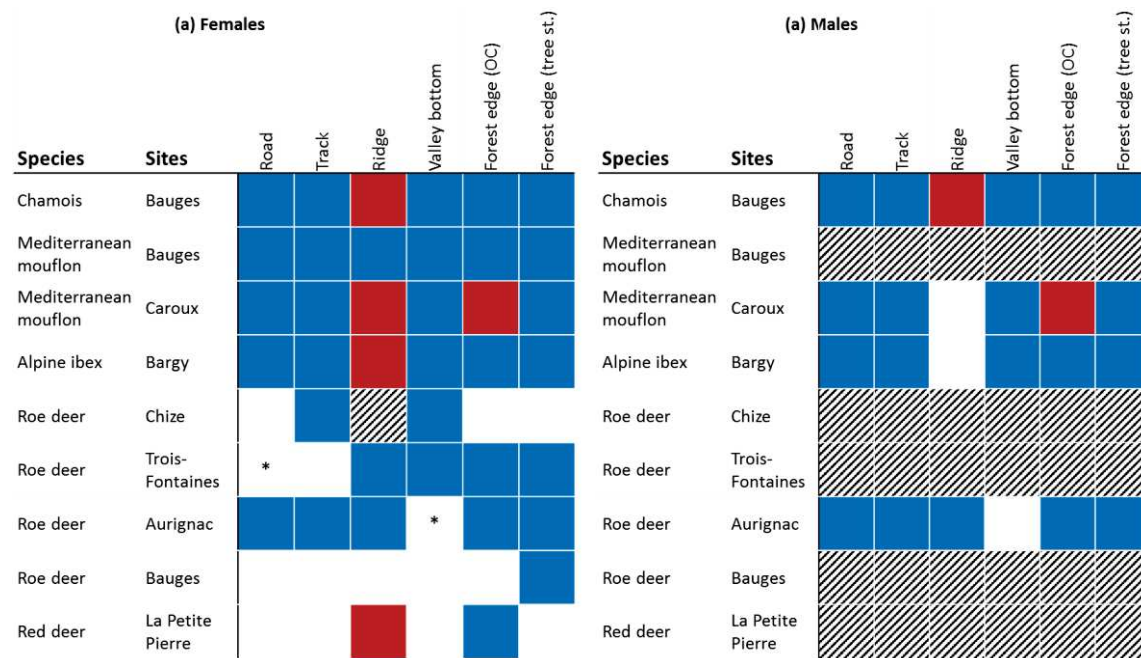 (a) Females
Road
Track
Ridge
Valley bottom
Forest edge (OC)
Forest edge (tree st.)
Species Sites
Chamois Bauges
Mediterranean
mouflon Bauges
Mediterranean
mouflon Caroux
Alpine ibex Bargy
Roe deer Chize
Roe deer Trois-
Fontaines *
Roe deer Aurignac *
Roe deer Bauges
Red deer La Petite
Pierre
(a) Males
Road
Track
Ridge
Valley bottom
Forest edge (OC)
Forest edge (tree st.)
Species Sites
Chamois Bauges
Mediterranean
mouflon Bauges
Mediterranean
mouflon Caroux
Alpine ibex Bargy
Roe deer Chize
Roe deer Trois-
Fontaines
Roe deer Aurignac
Roe deer Bauges
Red deer La Petite
Pierre